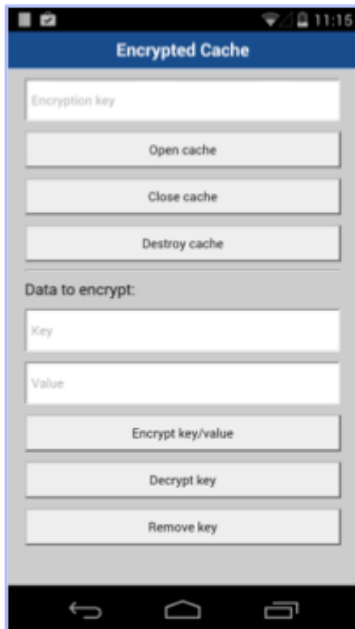 11:15
Encrypted Cache
Encryption key
Open cache
Close cache
Destroy cache
Data to encrypt:
Key
Value
Encrypt key/value
Decrypt key
Remove key